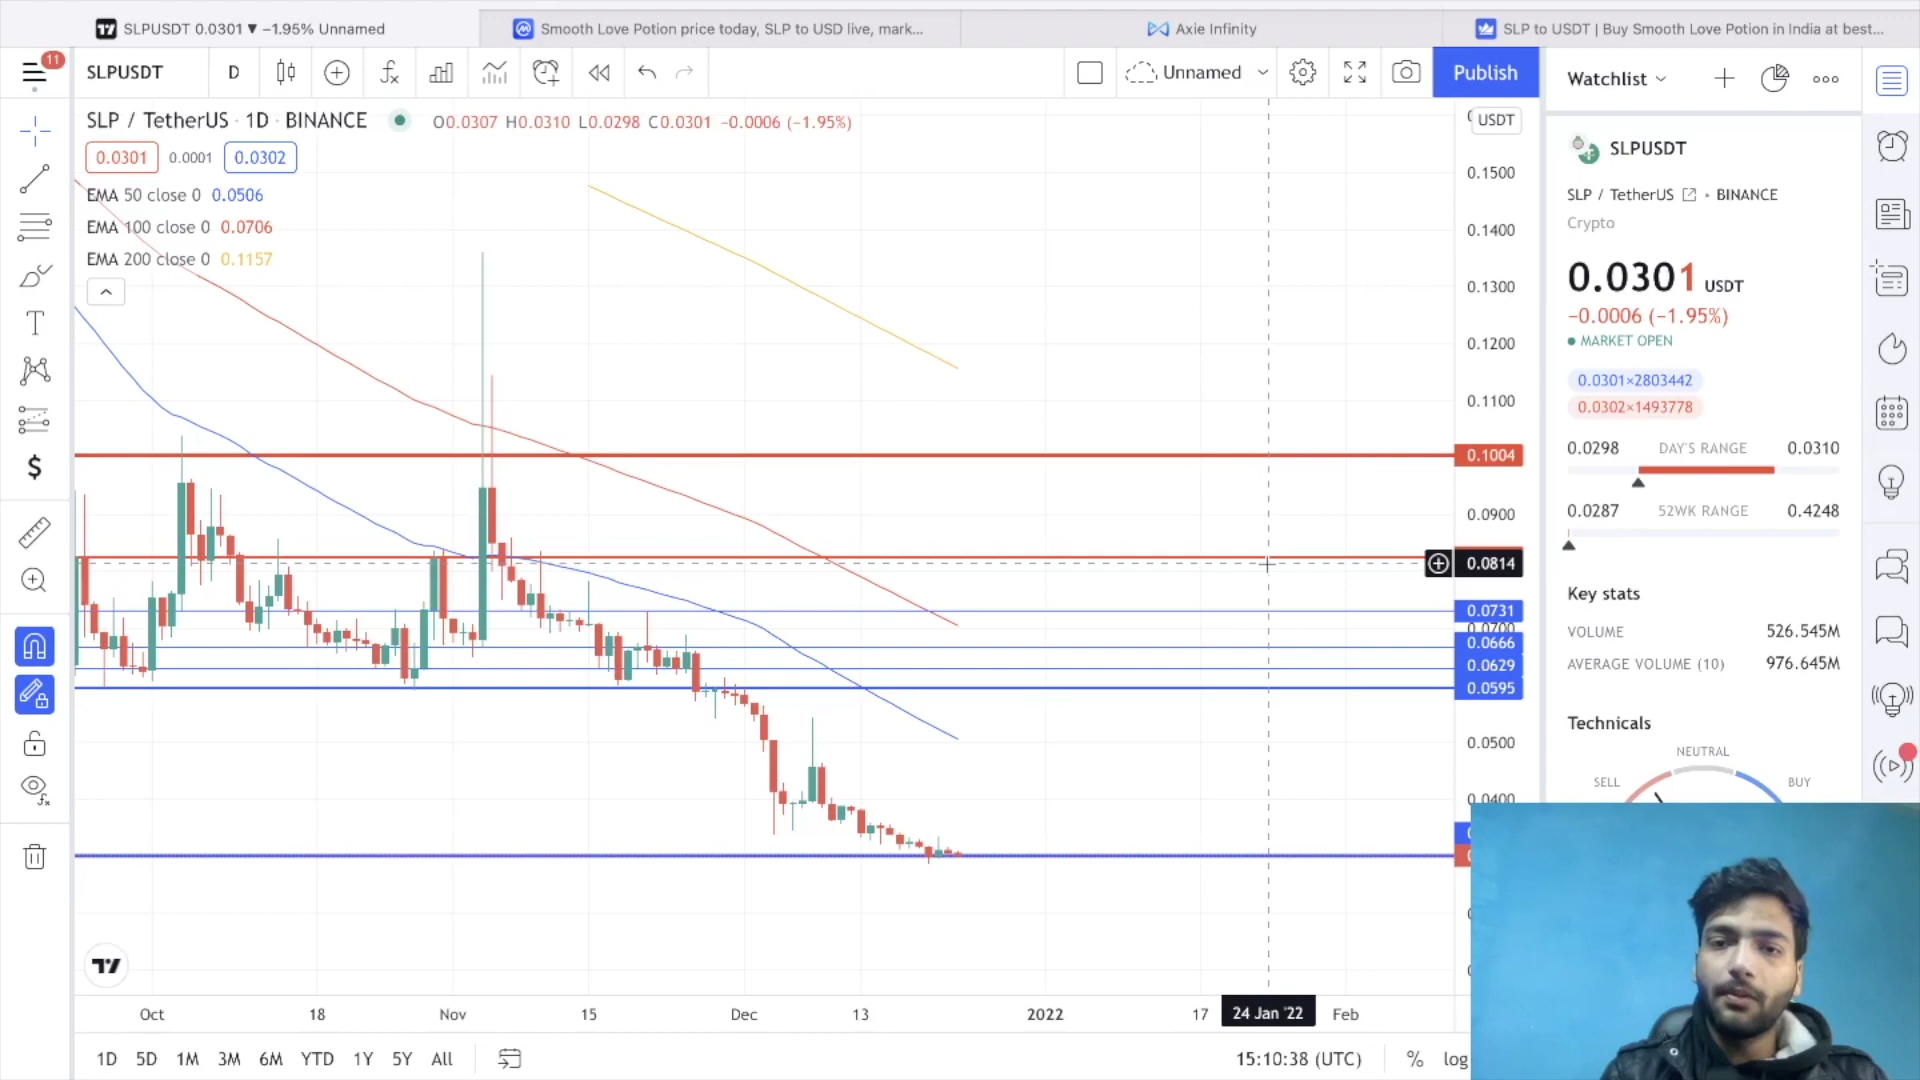 SLPUSDT 0.0301 ▼ −1.95% Unnamed
Smooth Love Potion price today, SLP to USD live, mark...
Axie Infinity
SLP to USDT | Buy Smooth Love Potion in India at best...
11
SLPUSDT
D
Unnamed
Publish
Watchlist
SLP / TetherUS · 1D · BINANCE
O0.0307 H0.0310 L0.0298 C0.0301 −0.0006 (−1.95%)
0.0301
0.0001
0.0302
EMA 50 close 0 0.0506
EMA 100 close 0 0.0706
EMA 200 close 0 0.1157
USDT
0.1500
0.1400
0.1300
0.1200
0.1100
0.1004
0.0900
0.0814
0.0731
0.0700
0.0666
0.0629
0.0595
0.0500
0.0400
SLPUSDT
SLP / TetherUS • BINANCE
Crypto
0.0301 USDT
−0.0006 (−1.95%)
MARKET OPEN
0.0301×2803442
0.0302×1493778
0.0298 DAY'S RANGE 0.0310
0.0287 52WK RANGE 0.4248
Key stats
VOLUME 526.545M
AVERAGE VOLUME (10) 976.645M
Technicals
NEUTRAL
SELL BUY
Oct 18 Nov 15 Dec 13 2022 17 24 Jan '22 Feb
1D 5D 1M 3M 6M YTD 1Y 5Y All
15:10:38 (UTC)
% log